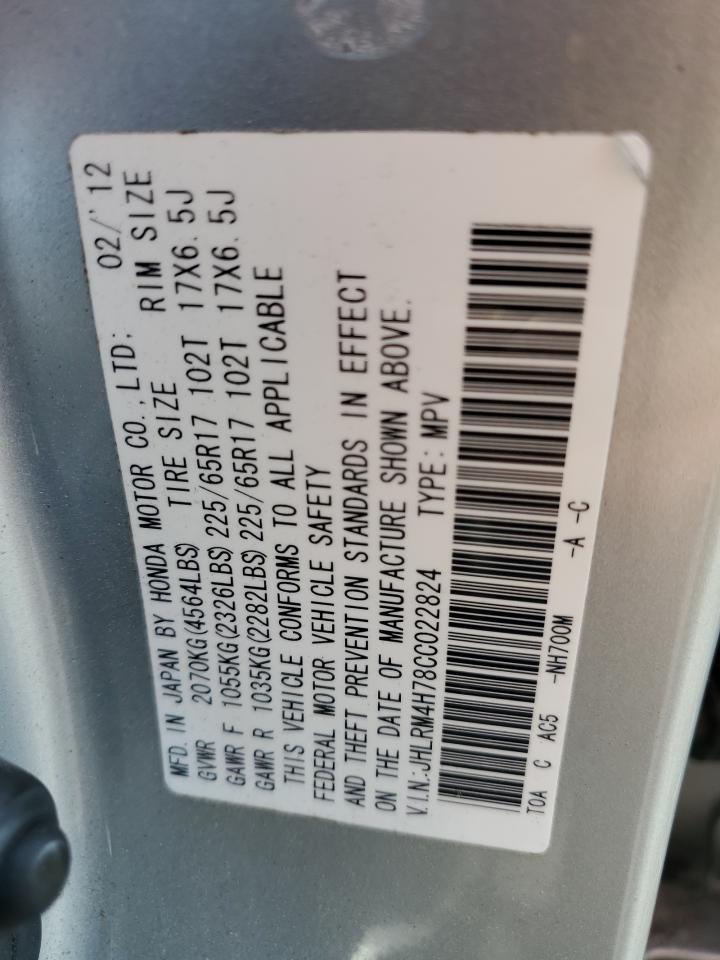 MFD. IN JAPAN BY HONDA MOTOR CO., LTD: 02/'12
GVWR 2070KG(4564LBS) TIRE SIZE RIM SIZE
GAWR F 1055KG(2326LBS) 225/65R17 102T 17X6.5J
GAWR R 1035KG(2282LBS) 225/65R17 102T 17X6.5J
THIS VEHICLE CONFORMS TO ALL APPLICABLE
FEDERAL MOTOR VEHICLE SAFETY
AND THEFT PREVENTION STANDARDS IN EFFECT
ON THE DATE OF MANUFACTURE SHOWN ABOVE.
V.I.N.:JHLRM4H78CC022824 TYPE: MPV
T0A C AC5 -NH700M -A -C